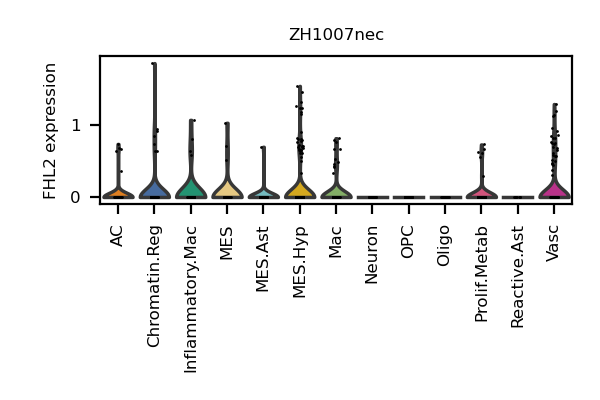 ZH1007nec
FHL2 expression
1
0
AC
Chromatin.Reg
Inflammatory.Mac
MES
MES.Ast
MES.Hyp
Mac
Neuron
OPC
Oligo
Prolif.Metab
Reactive.Ast
Vasc